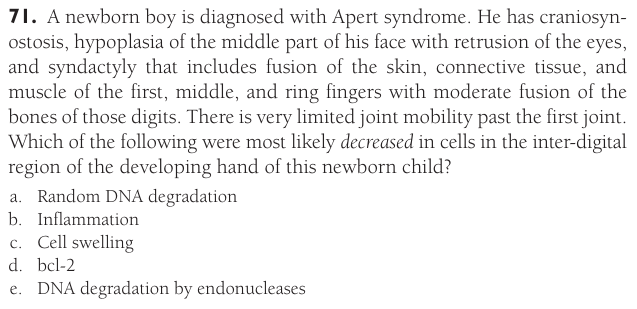 71. A newborn boy is diagnosed with Apert syndrome. He has craniosyn-
ostosis, hypoplasia of the middle part of his face with retrusion of the eyes,
and syndactyly that includes fusion of the skin, connective tissue, and
muscle of the first, middle, and ring fingers with moderate fusion of the
bones of those digits. There is very limited joint mobility past the first joint.
Which of the following were most likely decreased in cells in the inter-digital
region of the developing hand of this newborn child?
a. Random DNA degradation
b. Inflammation
c. Cell swelling
d. bcl-2
e. DNA degradation by endonucleases